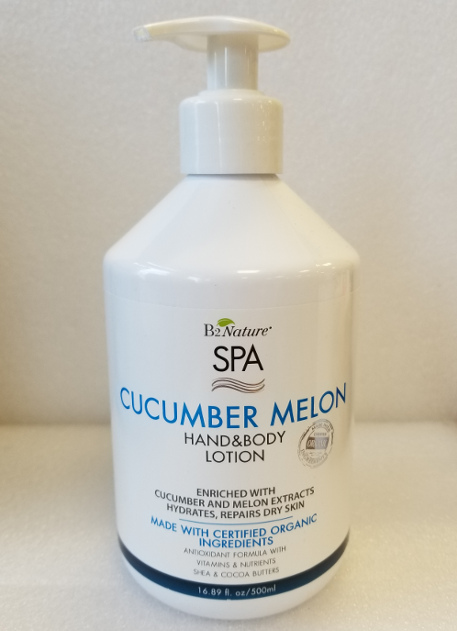 B2Nature
SPA
CUCUMBER MELON
HAND&BODY
LOTION
ENRICHED WITH
CUCUMBER AND MELON EXTRACTS
HYDRATES, REPAIRS DRY SKIN
MADE WITH CERTIFIED ORGANIC
INGREDIENTS
ANTIOXIDANT FORMULA WITH
VITAMINS & NUTRIENTS
SHEA & COCOA BUTTERS
16.89 fl. oz/500ml